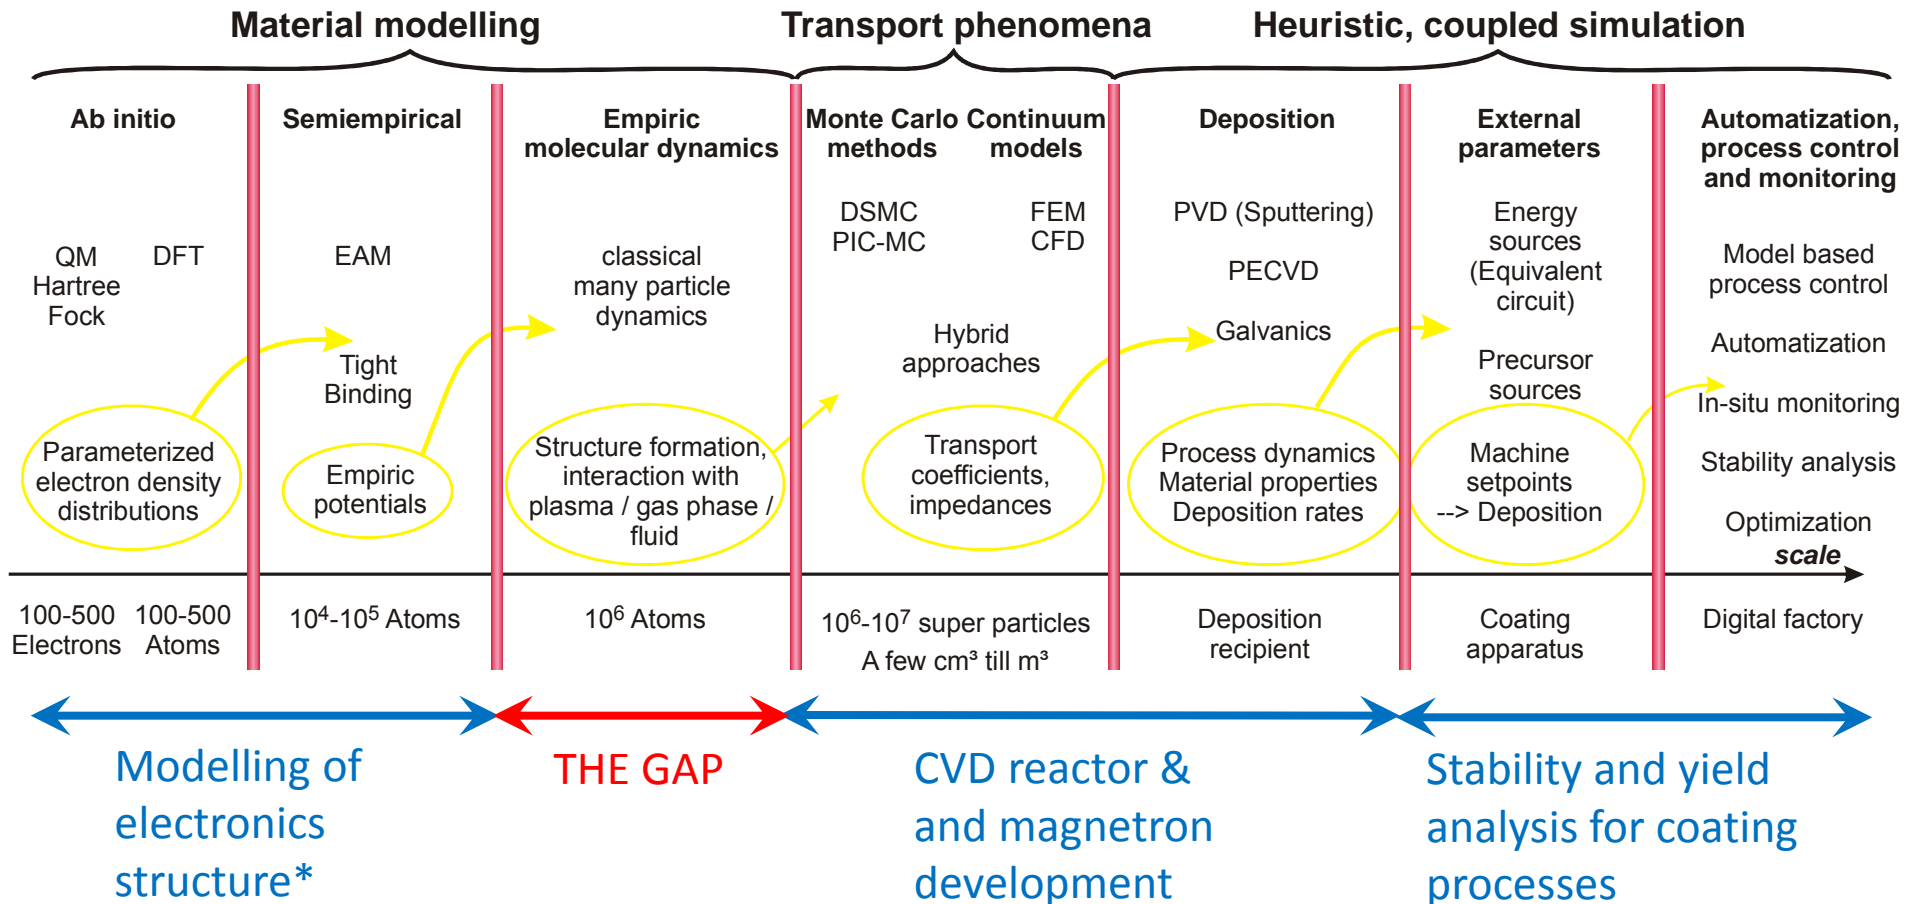 Material modelling
Transport phenomena
Heuristic, coupled simulation
Ab initio
QM
Hartree
Fock
DFT
Parameterized
electron density
distributions
100-500
Electrons
100-500
Atoms
Semiempirical
EAM
Tight
Binding
Empiric
potentials
10⁴-10⁵ Atoms
Empiric
molecular dynamics
classical
many particle
dynamics
Structure formation,
interaction with
plasma / gas phase /
fluid
10⁶ Atoms
Monte Carlo
methods
Continuum
models
DSMC
PIC-MC
FEM
CFD
Hybrid
approaches
Transport
coefficients,
impedances
10⁶-10⁷ super particles
A few cm³ till m³
Deposition
PVD (Sputtering)
PECVD
Galvanics
Process dynamics
Material properties
Deposition rates
Deposition
recipient
External
parameters
Energy
sources
(Equivalent
circuit)
Precursor
sources
Machine
setpoints
--> Deposition
Coating
apparatus
Automatization,
process control
and monitoring
Model based
process control
Automatization
In-situ monitoring
Stability analysis
Optimization
scale
Digital factory
Modelling of
electronics
structure*
THE GAP
CVD reactor &
and magnetron
development
Stability and yield
analysis for coating
processes